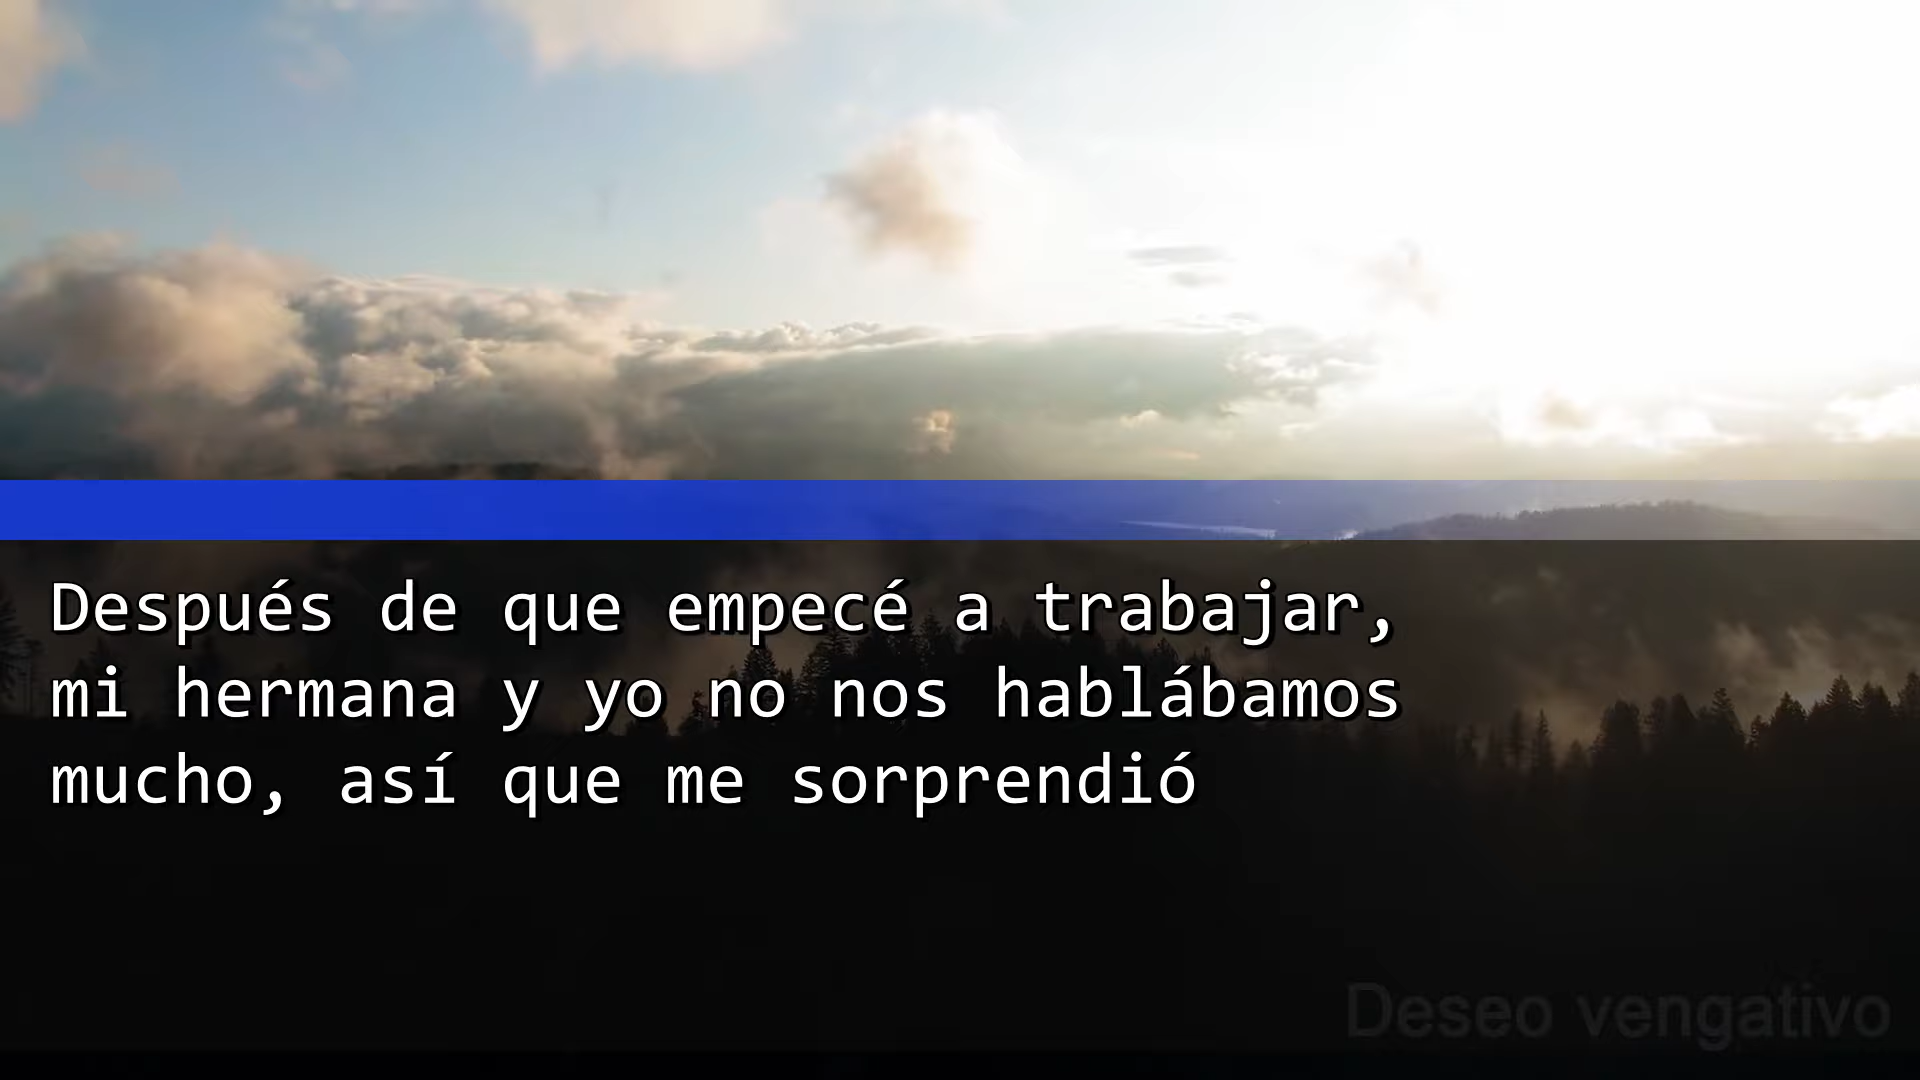 Después de que empecé a trabajar,
mi hermana y yo no nos hablábamos
mucho, así que me sorprendió
Deseo vengativo